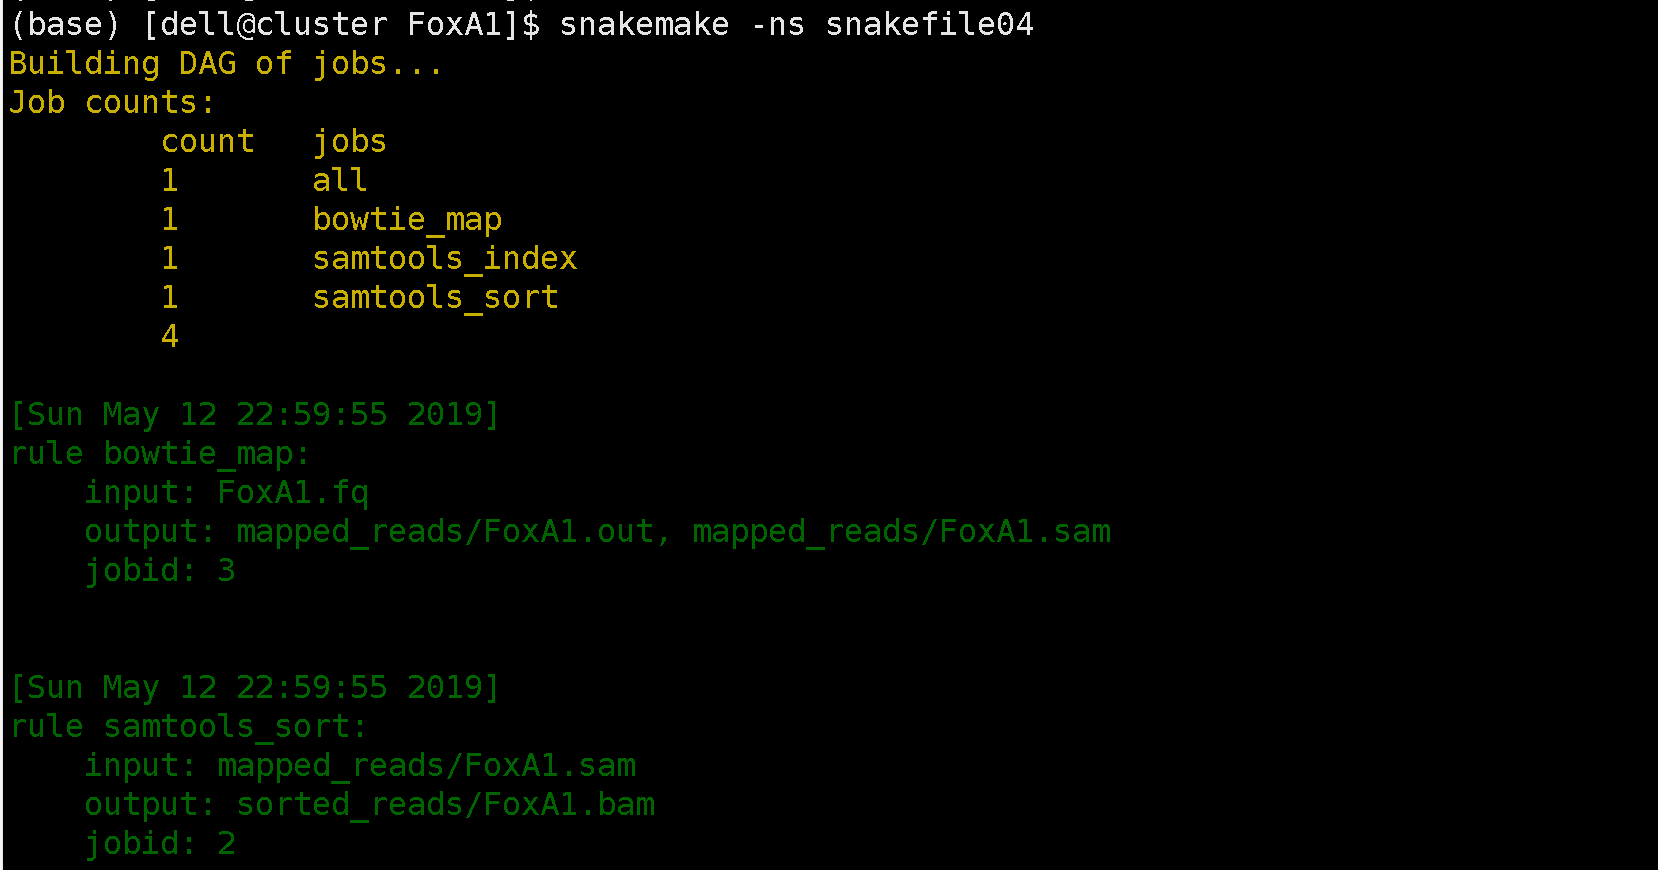 (base) [dell@cluster FoxA1]$ snakemake -ns snakefile04
Building DAG of jobs...
Job counts:
count jobs
1 all
1 bowtie_map
1 samtools_index
1 samtools_sort
4
[Sun May 12 22:59:55 2019]
rule bowtie_map:
input: FoxA1.fq
output: mapped_reads/FoxA1.out, mapped_reads/FoxA1.sam
jobid: 3
[Sun May 12 22:59:55 2019]
rule samtools_sort:
input: mapped_reads/FoxA1.sam
output: sorted_reads/FoxA1.bam
jobid: 2